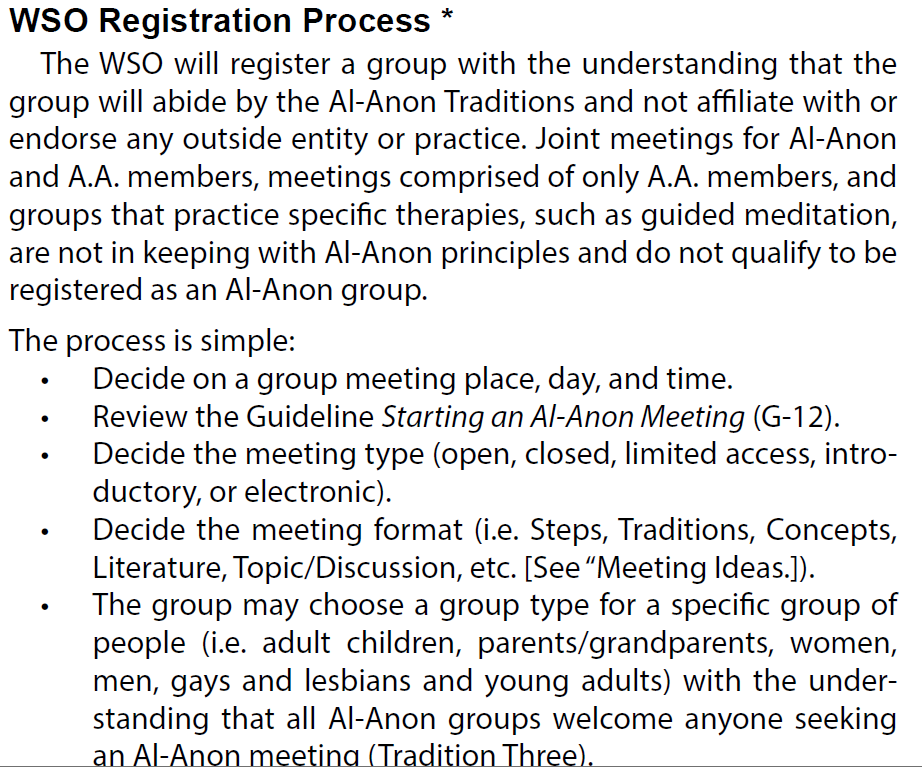 WSO Registration Process *
The WSO will register a group with the understanding that the
group will abide by the Al-Anon Traditions and not affiliate with or
endorse any outside entity or practice. Joint meetings for Al-Anon
and A.A. members, meetings comprised of only A.A. members, and
groups that practice specific therapies, such as guided meditation,
are not in keeping with Al-Anon principles and do not qualify to be
registered as an Al-Anon group.
The process is simple:
• Decide on a group meeting place, day, and time.
• Review the Guideline Starting an Al-Anon Meeting (G-12).
• Decide the meeting type (open, closed, limited access, intro-
ductory, or electronic).
• Decide the meeting format (i.e. Steps, Traditions, Concepts,
Literature, Topic/Discussion, etc. [See “Meeting Ideas.]).
• The group may choose a group type for a specific group of
people (i.e. adult children, parents/grandparents, women,
men, gays and lesbians and young adults) with the under-
standing that all Al-Anon groups welcome anyone seeking
an Al-Anon meeting (Tradition Three).